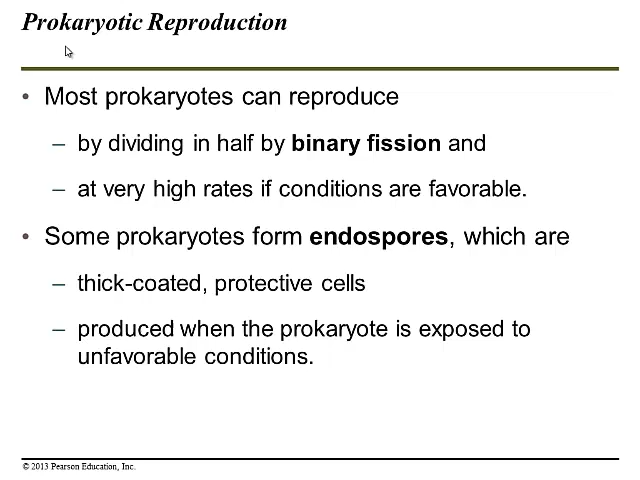 Prokaryotic Reproduction
• Most prokaryotes can reproduce
– by dividing in half by binary fission and
– at very high rates if conditions are favorable.
• Some prokaryotes form endospores, which are
– thick-coated, protective cells
– produced when the prokaryote is exposed to
unfavorable conditions.
© 2013 Pearson Education, Inc.